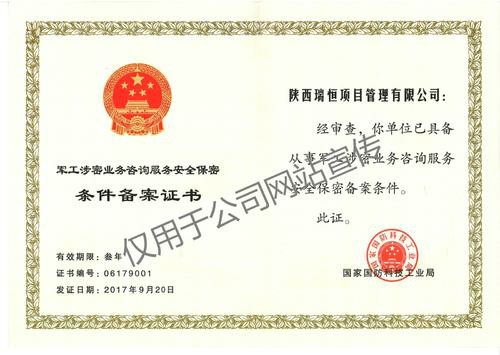 军工涉密业务咨询服务安全保密
条件备案证书
有效期限：叁年
证书编号：06179001
发证日期：2017年9月20日
陕西瑞恒项目管理有限公司：
经审查，你单位已具备
从事军工涉密业务咨询服务
安全保密备案条件。
此证。
国家国防科技工业局
国家国防科技工业局
仅用于公司网站宣传